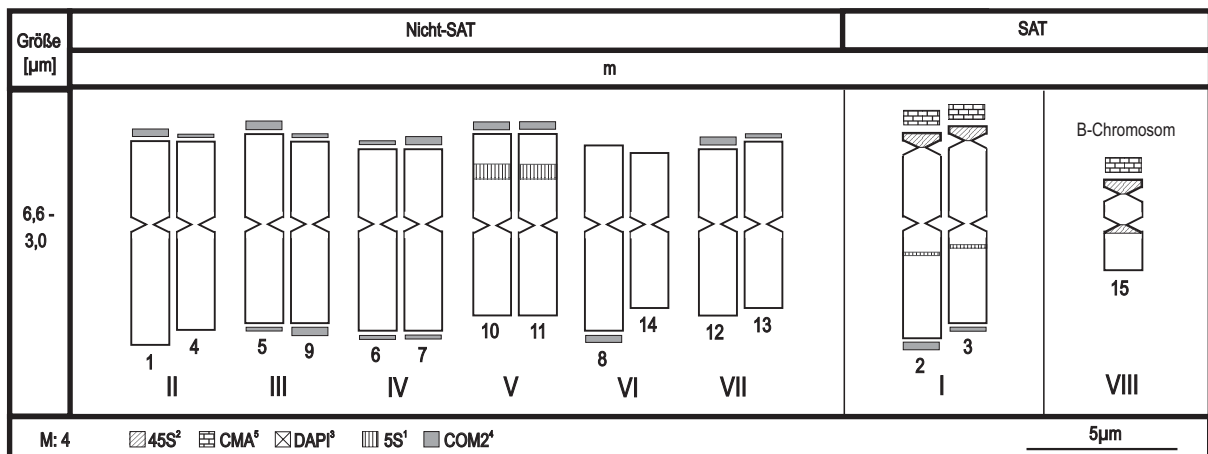 Größe
[µm]
Nicht-SAT
SAT
m
6,6 -
3,0
B-Chromosom
1
4
5
9
6
7
10
11
8
14
12
13
2
3
15
II
III
IV
V
VI
VII
I
VIII
M: 4
45S²
CMA⁵
DAPI³
5S¹
COM2⁴
5µm